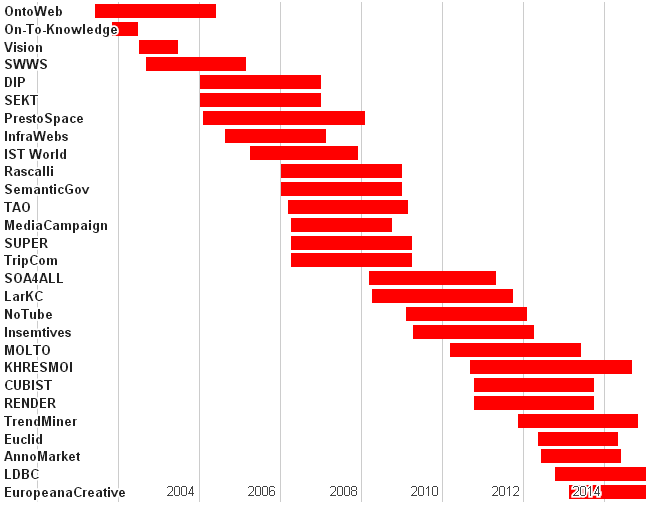 OntoWeb
On-To-Knowledge
Vision
SWWS
DIP
SEKT
PrestoSpace
InfraWebs
IST World
Rascalli
SemanticGov
TAO
MediaCampaign
SUPER
TripCom
SOA4ALL
LarKC
NoTube
Insemtives
MOLTO
KHRESMOI
CUBIST
RENDER
TrendMiner
Euclid
AnnoMarket
LDBC
EuropeanaCreative 2004 2006 2008 2010 2012 2014